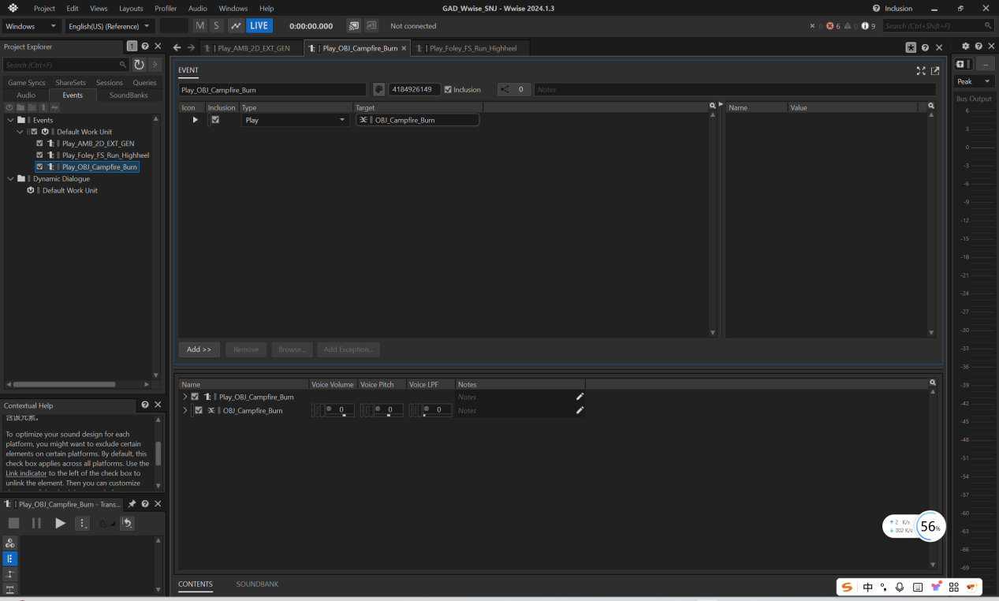 Project Edit Views Layouts Profiler Audio Windows Help GAD_Wwise_SNJ - Wwise 2024.1.3 Inclusion
Windows English(US) (Reference) M S LIVE 0:00:00.000 Not connected 0 6 0 9 Search (Ctrl+Shift+F)
Project Explorer 1
Play_AMB_2D_EXT_GEN Play_OBJ_Campfire_Burn Play_Foley_FS_Run_Highheel
Search (Ctrl+F)
Game Syncs ShareSets Sessions Queries
Audio Events SoundBanks
Events
Default Work Unit
Play_AMB_2D_EXT_GEN
Play_Foley_FS_Run_Highheel
Play_OBJ_Campfire_Burn
Dynamic Dialogue
Default Work Unit
EVENT
Play_OBJ_Campfire_Burn 4184926149 Inclusion 0 Notes
Icon Inclusion Type Target Name Value
Play OBJ_Campfire_Burn
Add >> Remove Browse... Add Exception...
Name Voice Volume Voice Pitch Voice LPF Notes
Play_OBJ_Campfire_Burn Notes
OBJ_Campfire_Burn 0 0 0 Notes
CONTENTS SOUNDBANK
Contextual Help
To optimize your sound design for each
platform, you might want to exclude certain
elements on certain platforms. By default, this
check box applies across all platforms. Use the
Link indicator to the left of the check box to
unlink the element. Then you can customize
Play_OBJ_Campfire_Burn - Trans...
...
Peak
Bus Output
6
3
0
-3
-6
-9
-12
-15
-18
-21
-24
-27
-30
-33
-36
-39
-42
-45
-48
-51
-54
-57
-60
-63
-66
-69
2 K/s
302 K/s
56%
S 中